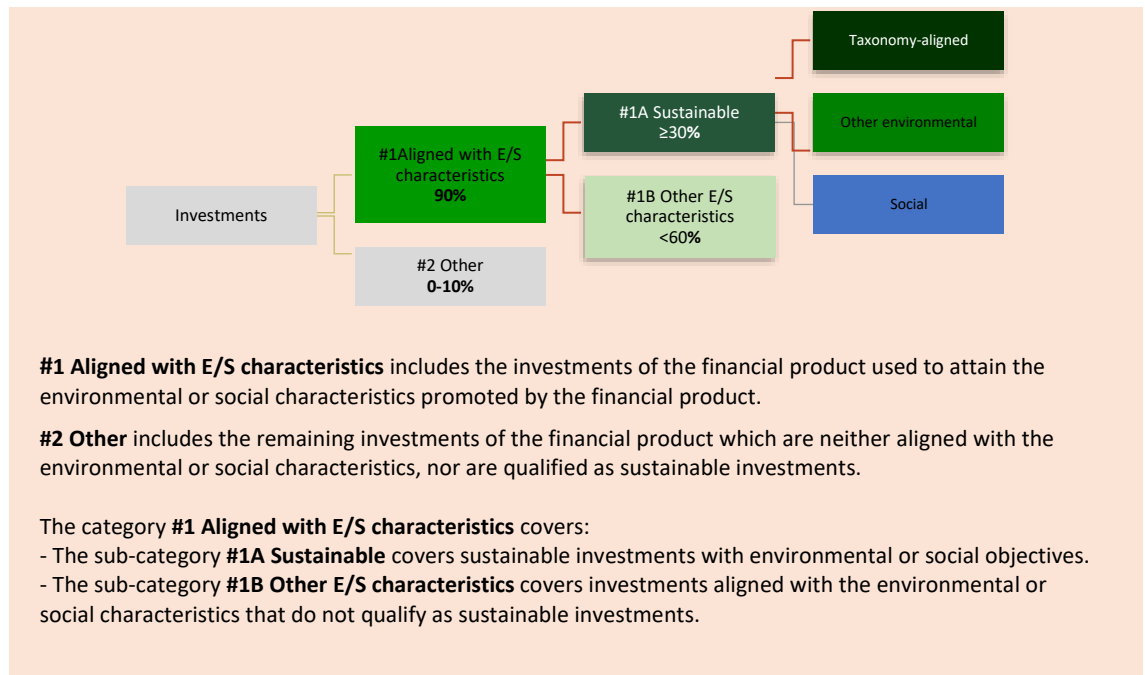 Investments
#1Aligned with E/S
characteristics
90%
#2 Other
0-10%
#1A Sustainable
≥30%
#1B Other E/S
characteristics
<60%
Taxonomy-aligned
Other environmental
Social
#1 Aligned with E/S characteristics includes the investments of the financial product used to attain the
environmental or social characteristics promoted by the financial product.
#2 Other includes the remaining investments of the financial product which are neither aligned with the
environmental or social characteristics, nor are qualified as sustainable investments.
The category #1 Aligned with E/S characteristics covers:
- The sub-category #1A Sustainable covers sustainable investments with environmental or social objectives.
- The sub-category #1B Other E/S characteristics covers investments aligned with the environmental or
social characteristics that do not qualify as sustainable investments.